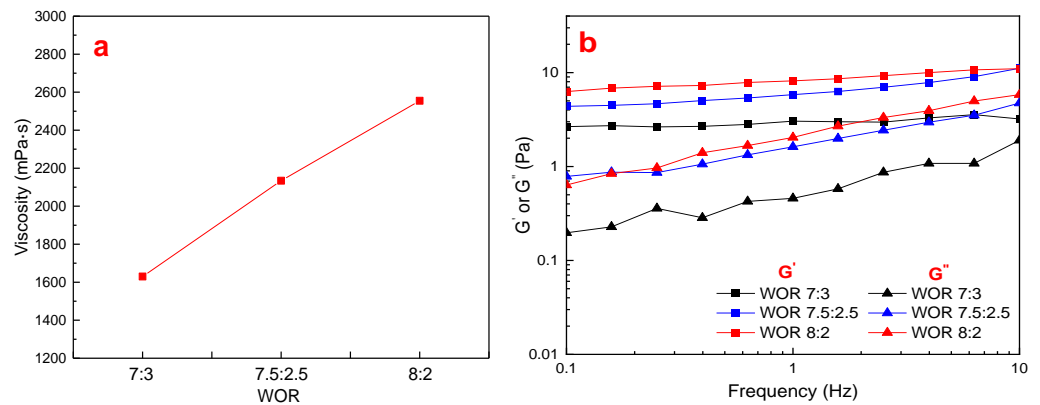 a
3000
2800
2600
2400
2200
2000
1800
1600
1400
1200
Viscosity (mPa·s)
7:3 7.5:2.5 8:2
WOR
b
10
1
0.1
0.01
G' or G" (Pa)
G' G"
WOR 7:3 WOR 7:3
WOR 7.5:2.5 WOR 7.5:2.5
WOR 8:2 WOR 8:2
0.1 1 10
Frequency (Hz)